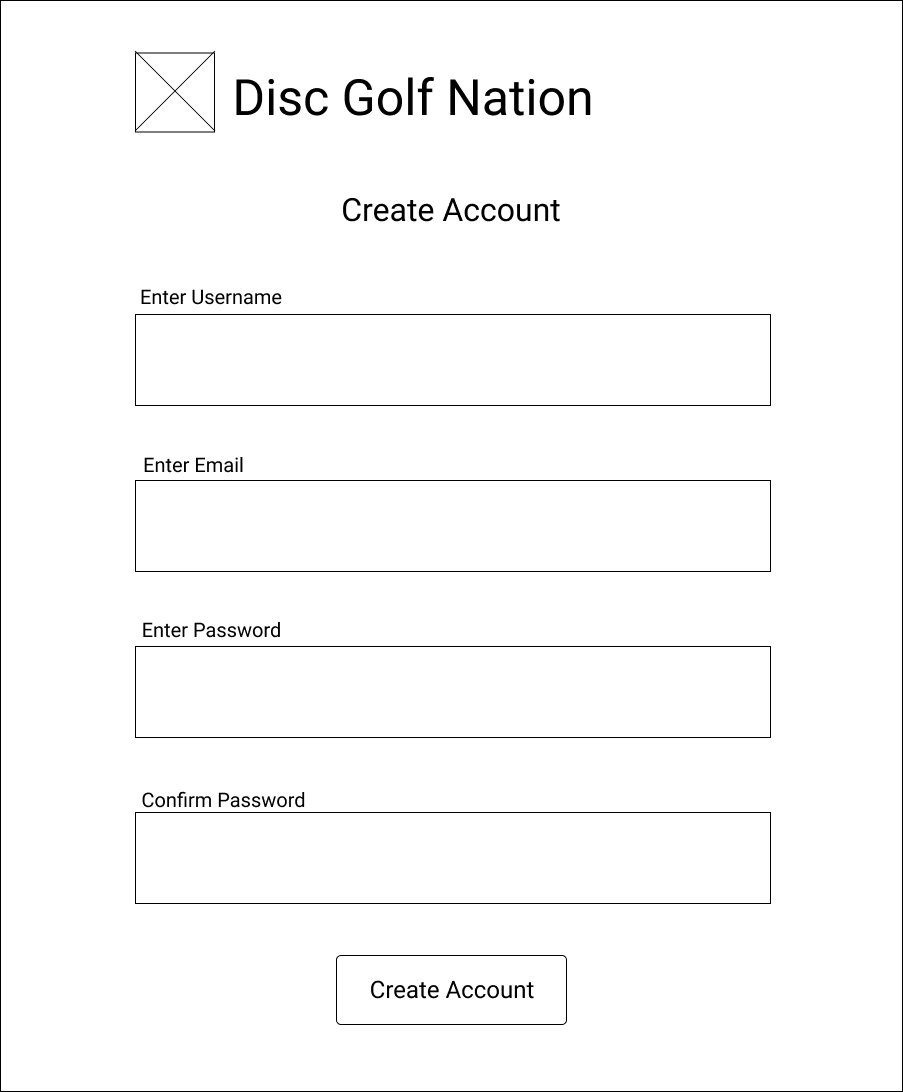 Disc Golf Nation
Create Account
Enter Username
Enter Email
Enter Password
Confirm Password
Create Account